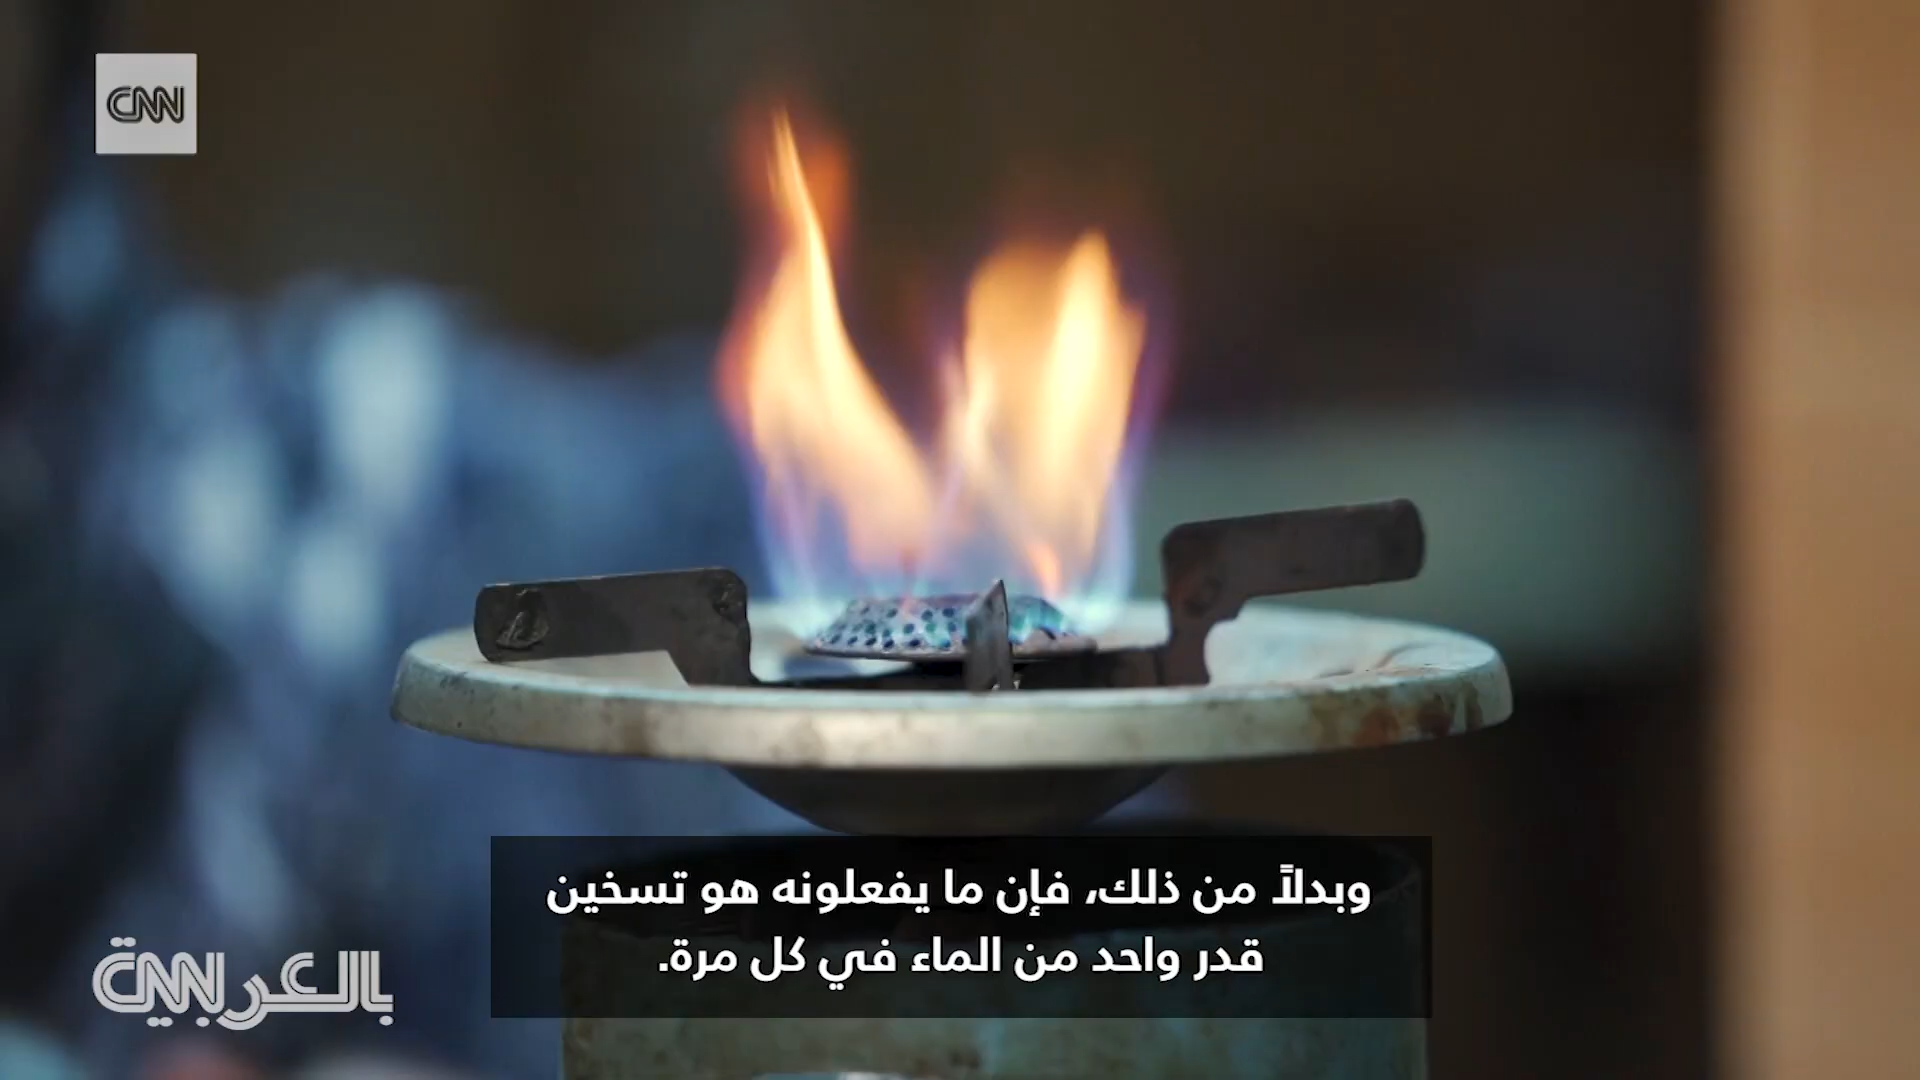 CNN
وبدلاً من ذلك، فإن ما يفعلونه هو تسخين
قدر واحد من الماء في كل مرة.
CNN بالعربية